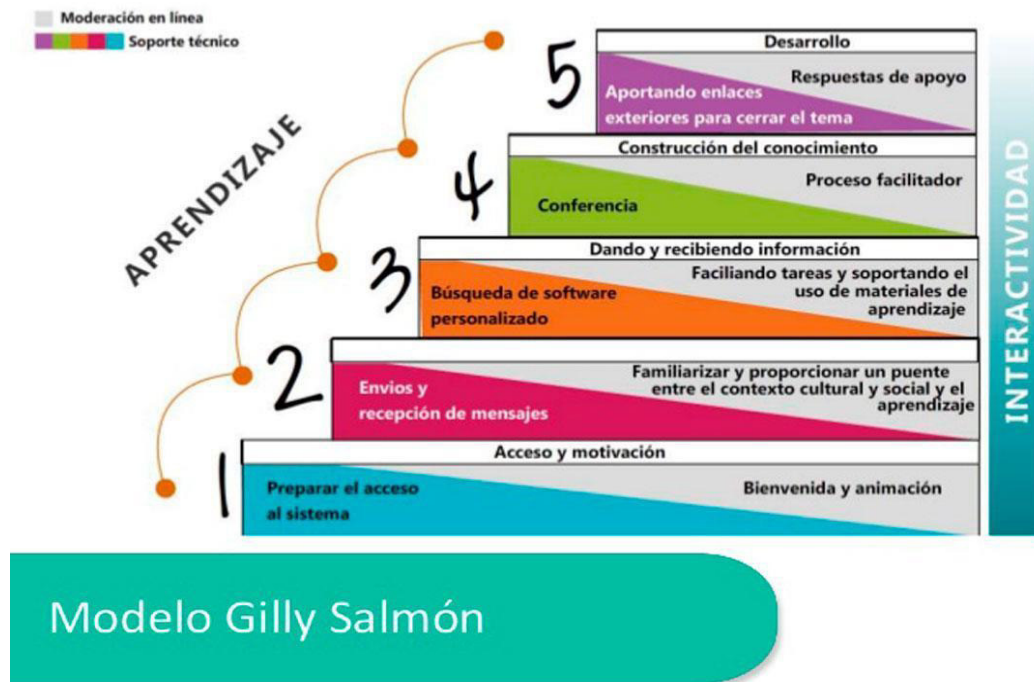 Moderación en línea
Soporte técnico
APRENDIZAJE
INTERACTIVIDAD
5
Desarrollo
Respuestas de apoyo
Aportando enlaces
exteriores para cerrar el tema
4
Construcción del conocimiento
Proceso facilitador
Conferencia
3
Dando y recibiendo información
Faciliando tareas y soportando el
uso de materiales de
aprendizaje
Búsqueda de software
personalizado
2
Familiarizar y proporcionar un puente
entre el contexto cultural y social y el
aprendizaje
Envios y
recepción de mensajes
1
Acceso y motivación
Preparar el acceso
al sistema
Bienvenida y animación
Modelo Gilly Salmón